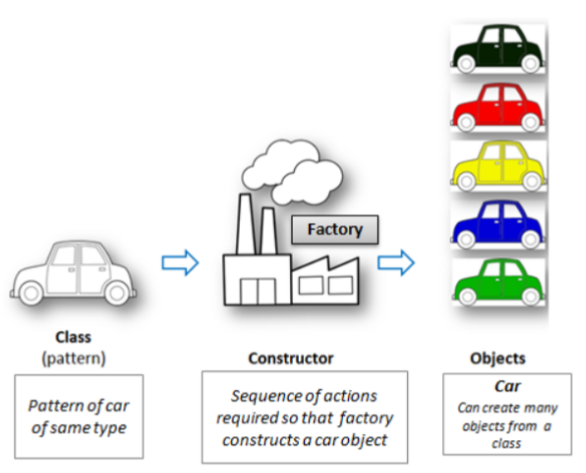 Factory
Class
(pattern)
Pattern of car
of same type
Constructor
Sequence of actions
required so that factory
constructs a car object
Objects
Car
Can create many
objects from a
class